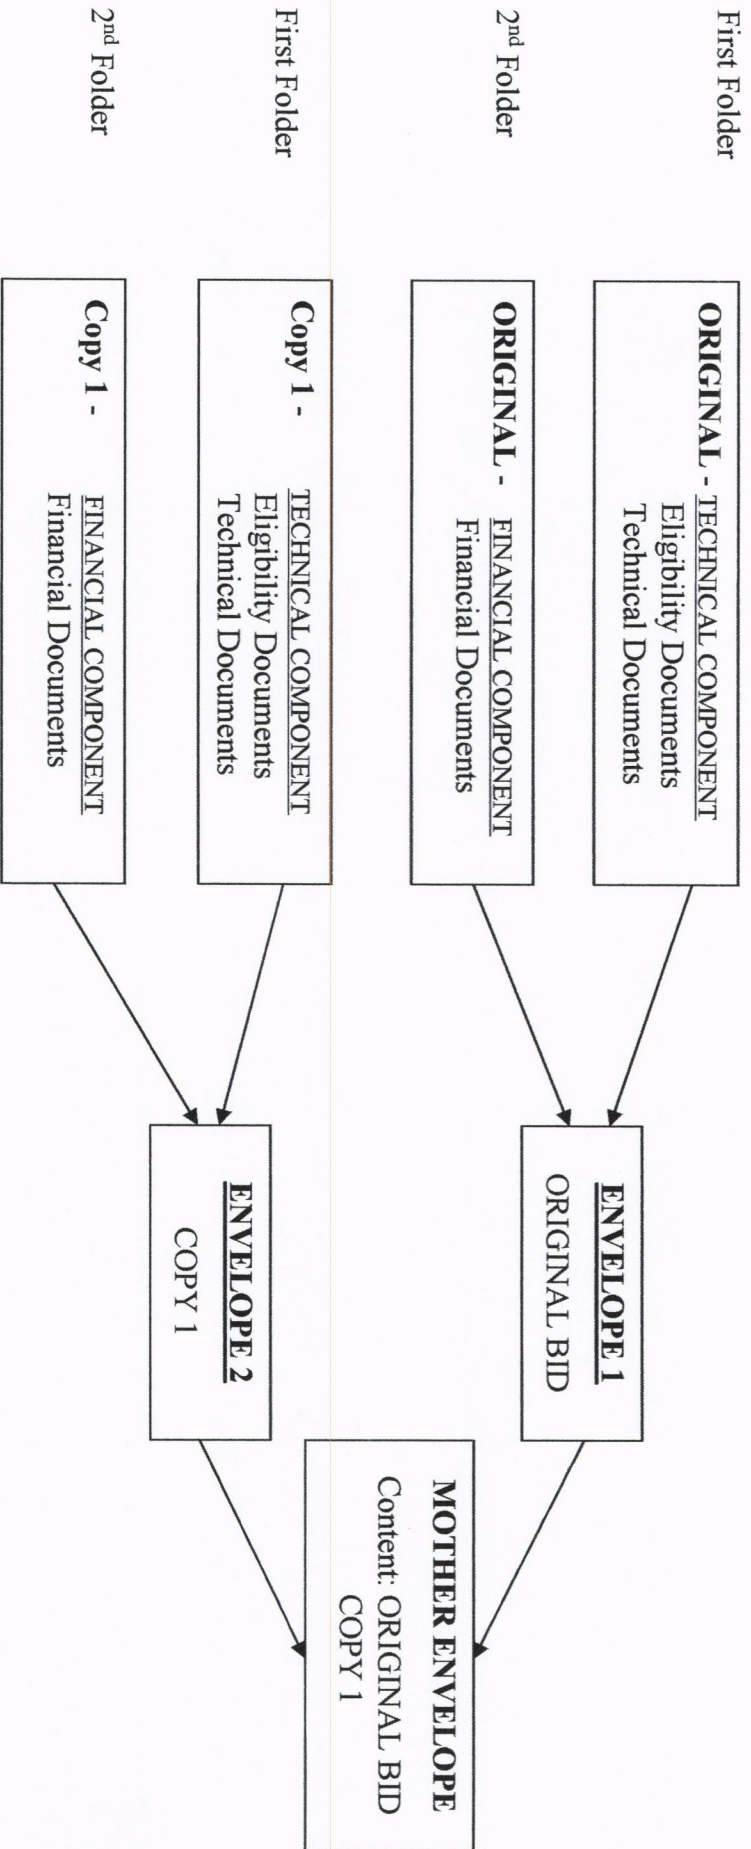 First Folder
ORIGINAL - TECHNICAL COMPONENT
Eligibility Documents
Technical Documents
2nd Folder
ORIGINAL - FINANCIAL COMPONENT
Financial Documents
ENVELOPE 1
ORIGINAL BID
First Folder
Copy 1 - TECHNICAL COMPONENT
Eligibility Documents
Technical Documents
2nd Folder
Copy 1 - FINANCIAL COMPONENT
Financial Documents
ENVELOPE 2
COPY 1
MOTHER ENVELOPE
Content: ORIGINAL BID
COPY 1